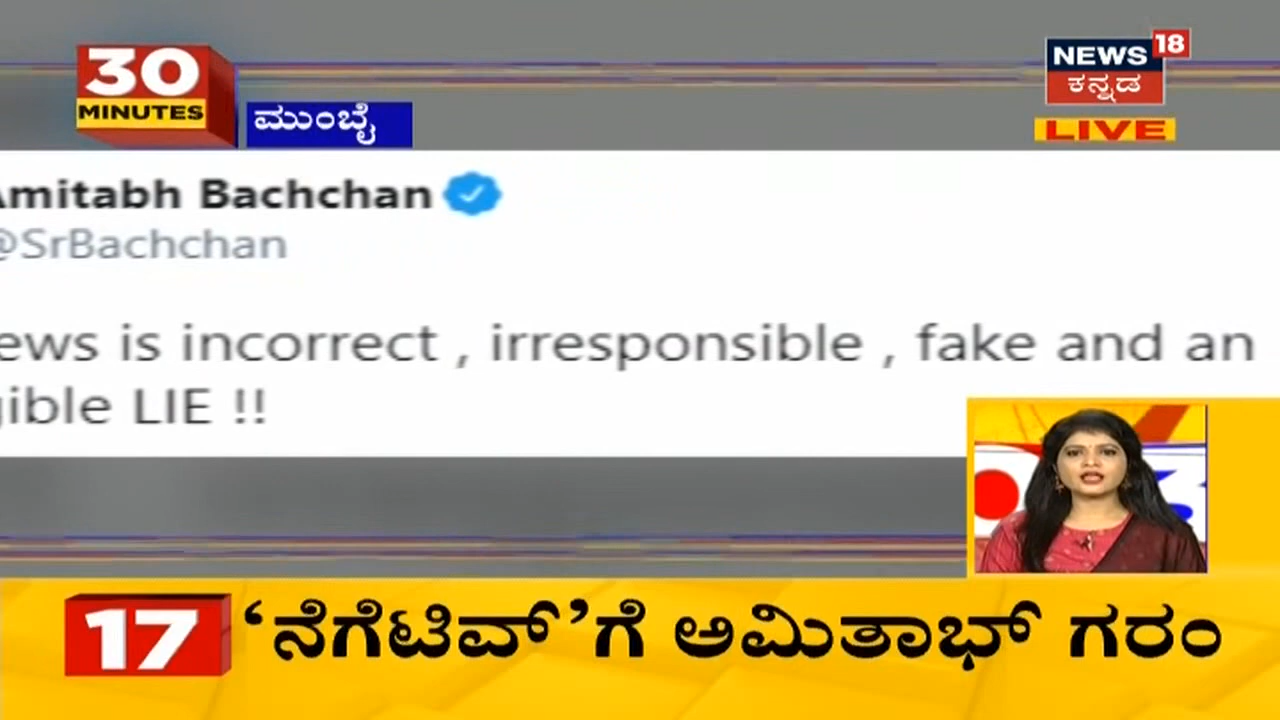 30
MINUTES
ಮುಂಬೈ
NEWS 18
ಕನ್ನಡ
LIVE
Amitabh Bachchan
@SrBachchan
ews is incorrect , irresponsible , fake and an
gible LIE !!
17 ‘ನೆಗೆಟಿವ್’ಗೆ ಅಮಿತಾಭ್ ಗರಂ